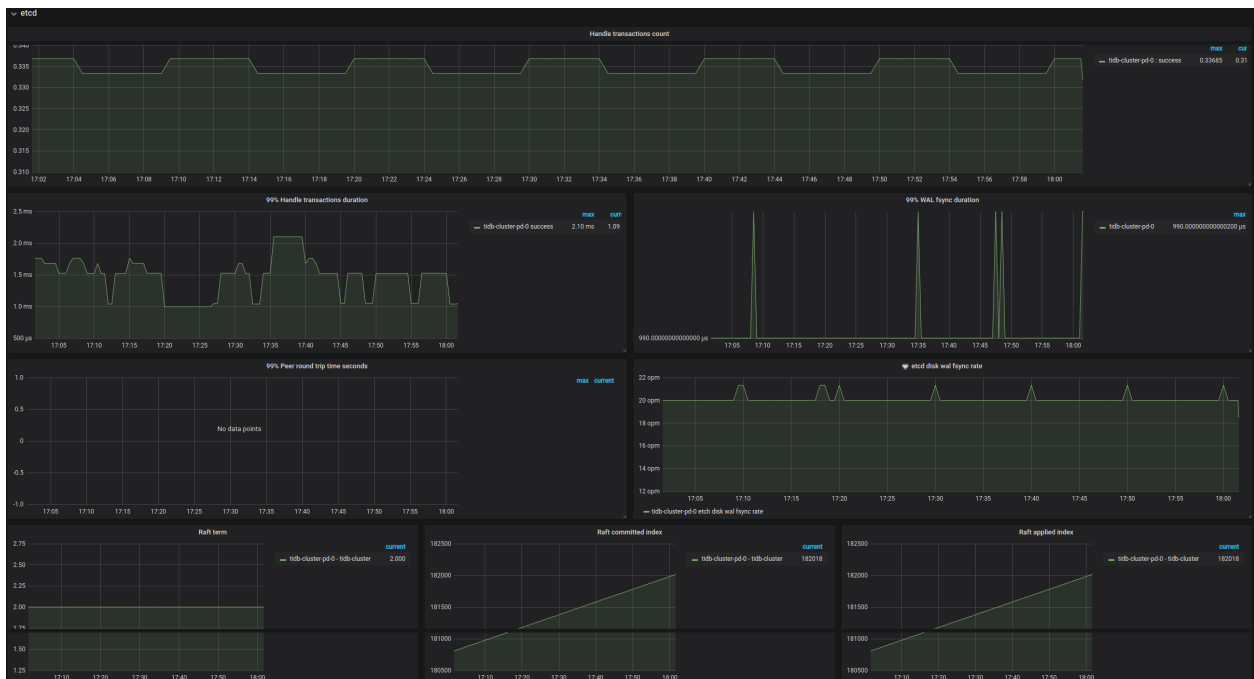 etcd
Handle transactions count
max cur
0.340
tidb-cluster-pd-0 : success 0.33685 0.31
0.335
0.330
0.325
0.320
0.315
0.310
17:02 17:04 17:06 17:08 17:10 17:12 17:14 17:16 17:18 17:20 17:22 17:24 17:26 17:28 17:30 17:32 17:34 17:36 17:38 17:40 17:42 17:44 17:46 17:48 17:50 17:52 17:54 17:56 17:58 18:00
99% Handle transactions duration
2.5 ms
max curr
tidb-cluster-pd-0 success 2.10 ms 1.09
2.0 ms
1.5 ms
1.0 ms
500 µs
17:05 17:10 17:15 17:20 17:25 17:30 17:35 17:40 17:45 17:50 17:55 18:00
99% WAL fsync duration
max
tidb-cluster-pd-0 990.000000000000200 µs
990.00000000000000 µs
17:05 17:10 17:15 17:20 17:25 17:30 17:35 17:40 17:45 17:50 17:55 18:00
99% Peer round trip time seconds
1.0
max current
0.5
No data points
0
-0.5
-1.0
17:05 17:10 17:15 17:20 17:25 17:30 17:35 17:40 17:45 17:50 17:55 18:00
etcd disk wal fsync rate
22 opm
20 opm
18 opm
16 opm
14 opm
12 opm
17:05 17:10 17:15 17:20 17:25 17:30 17:35 17:40 17:45 17:50 17:55 18:00
tidb-cluster-pd-0 etch disk wal fsync rate
Raft term
2.75
current
tidb-cluster-pd-0 - tidb-cluster 2.000
2.50
2.25
2.00
1.75
1.50
1.25
17:10 17:20 17:30 17:40 17:50 18:00
Raft committed index
182500
current
tidb-cluster-pd-0 - tidb-cluster 182018
182000
181500
181000
180500
17:10 17:20 17:30 17:40 17:50 18:00
Raft applied index
182500
current
tidb-cluster-pd-0 - tidb-cluster 182018
182000
181500
181000
180500
17:10 17:20 17:30 17:40 17:50 18:00